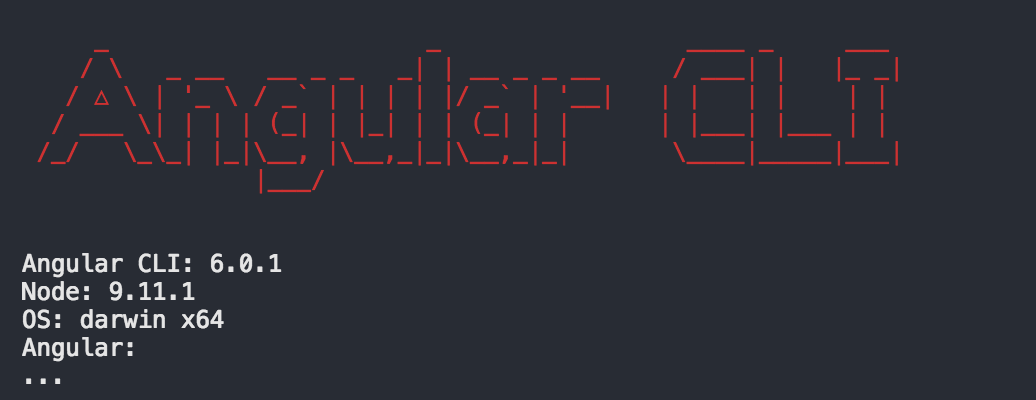 Angular CLI
Angular CLI: 6.0.1
Node: 9.11.1
OS: darwin x64
Angular:
...